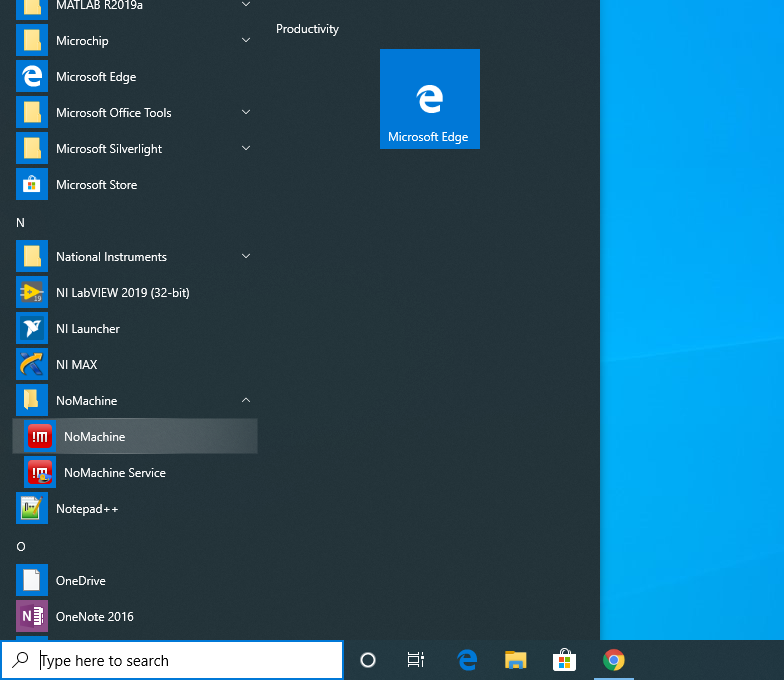 MATLAB R2019a
Microchip
Microsoft Edge
Microsoft Office Tools
Microsoft Silverlight
Microsoft Store
N
National Instruments
NI LabVIEW 2019 (32-bit)
19
NI Launcher
NI MAX
NoMachine
!M
NoMachine
!M
NoMachine Service
Notepad++
O
OneDrive
N
OneNote 2016
Productivity
Microsoft Edge
Type here to search